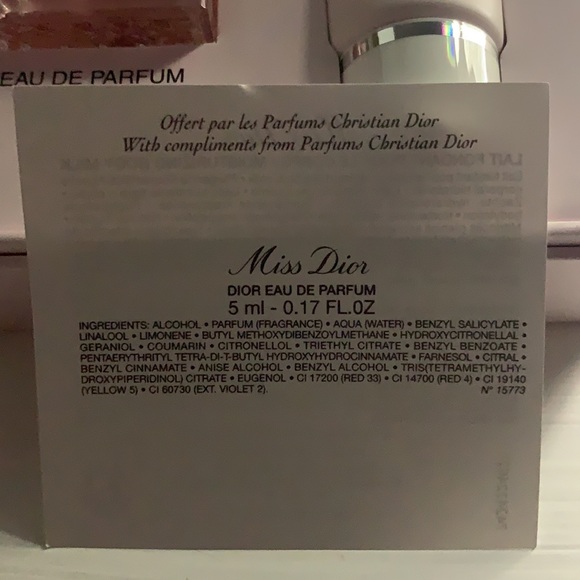 EAU DE PARFUM
Offert par les Parfums Christian Dior
With compliments from Parfums Christian Dior
Miss Dior
DIOR EAU DE PARFUM
5 ml - 0.17 FL.OZ
INGREDIENTS: ALCOHOL • PARFUM (FRAGRANCE) • AQUA (WATER) • BENZYL SALICYLATE •
LINALOOL • LIMONENE • BUTYL METHOXYDIBENZOYLMETHANE • HYDROXYCITRONELLAL •
GERANIOL • COUMARIN • CITRONELLOL • TRIETHYL CITRATE • BENZYL BENZOATE •
PENTAERYTHRITYL TETRA-DI-T-BUTYL HYDROXYHYDROCINNAMATE • FARNESOL • CITRAL •
BENZYL CINNAMATE • ANISE ALCOHOL • BENZYL ALCOHOL • TRIS(TETRAMETHYLHY-
DROXYPIPERIDINOL) CITRATE • EUGENOL • CI 17200 (RED 33) • CI 14700 (RED 4) • CI 19140
(YELLOW 5) • CI 60730 (EXT. VIOLET 2). N° 15773